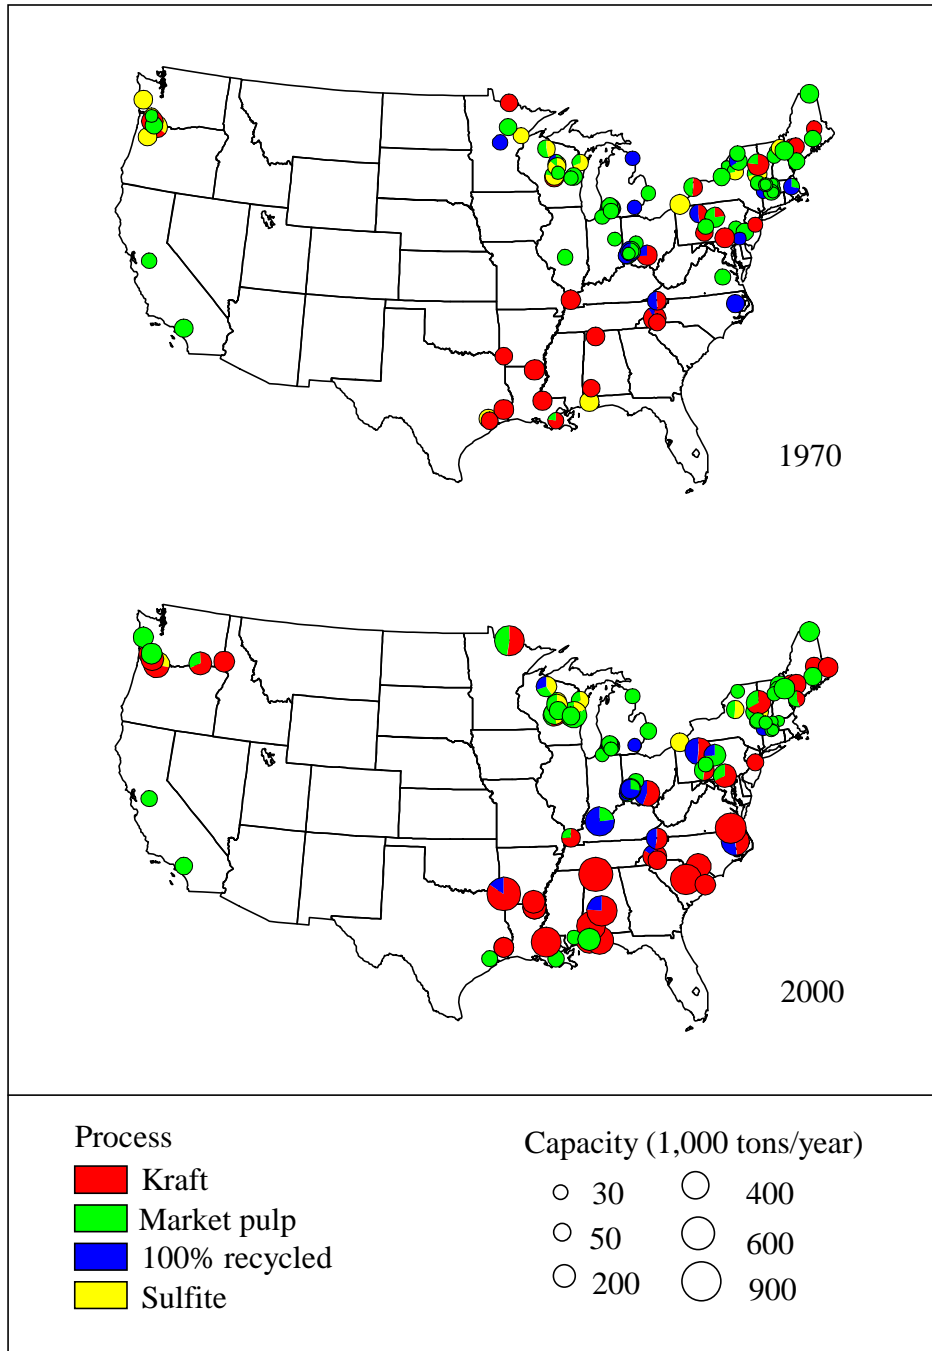 1970
2000
Process
Kraft
Market pulp
100% recycled
Sulfite
Capacity (1,000 tons/year)
30
50
200
400
600
900